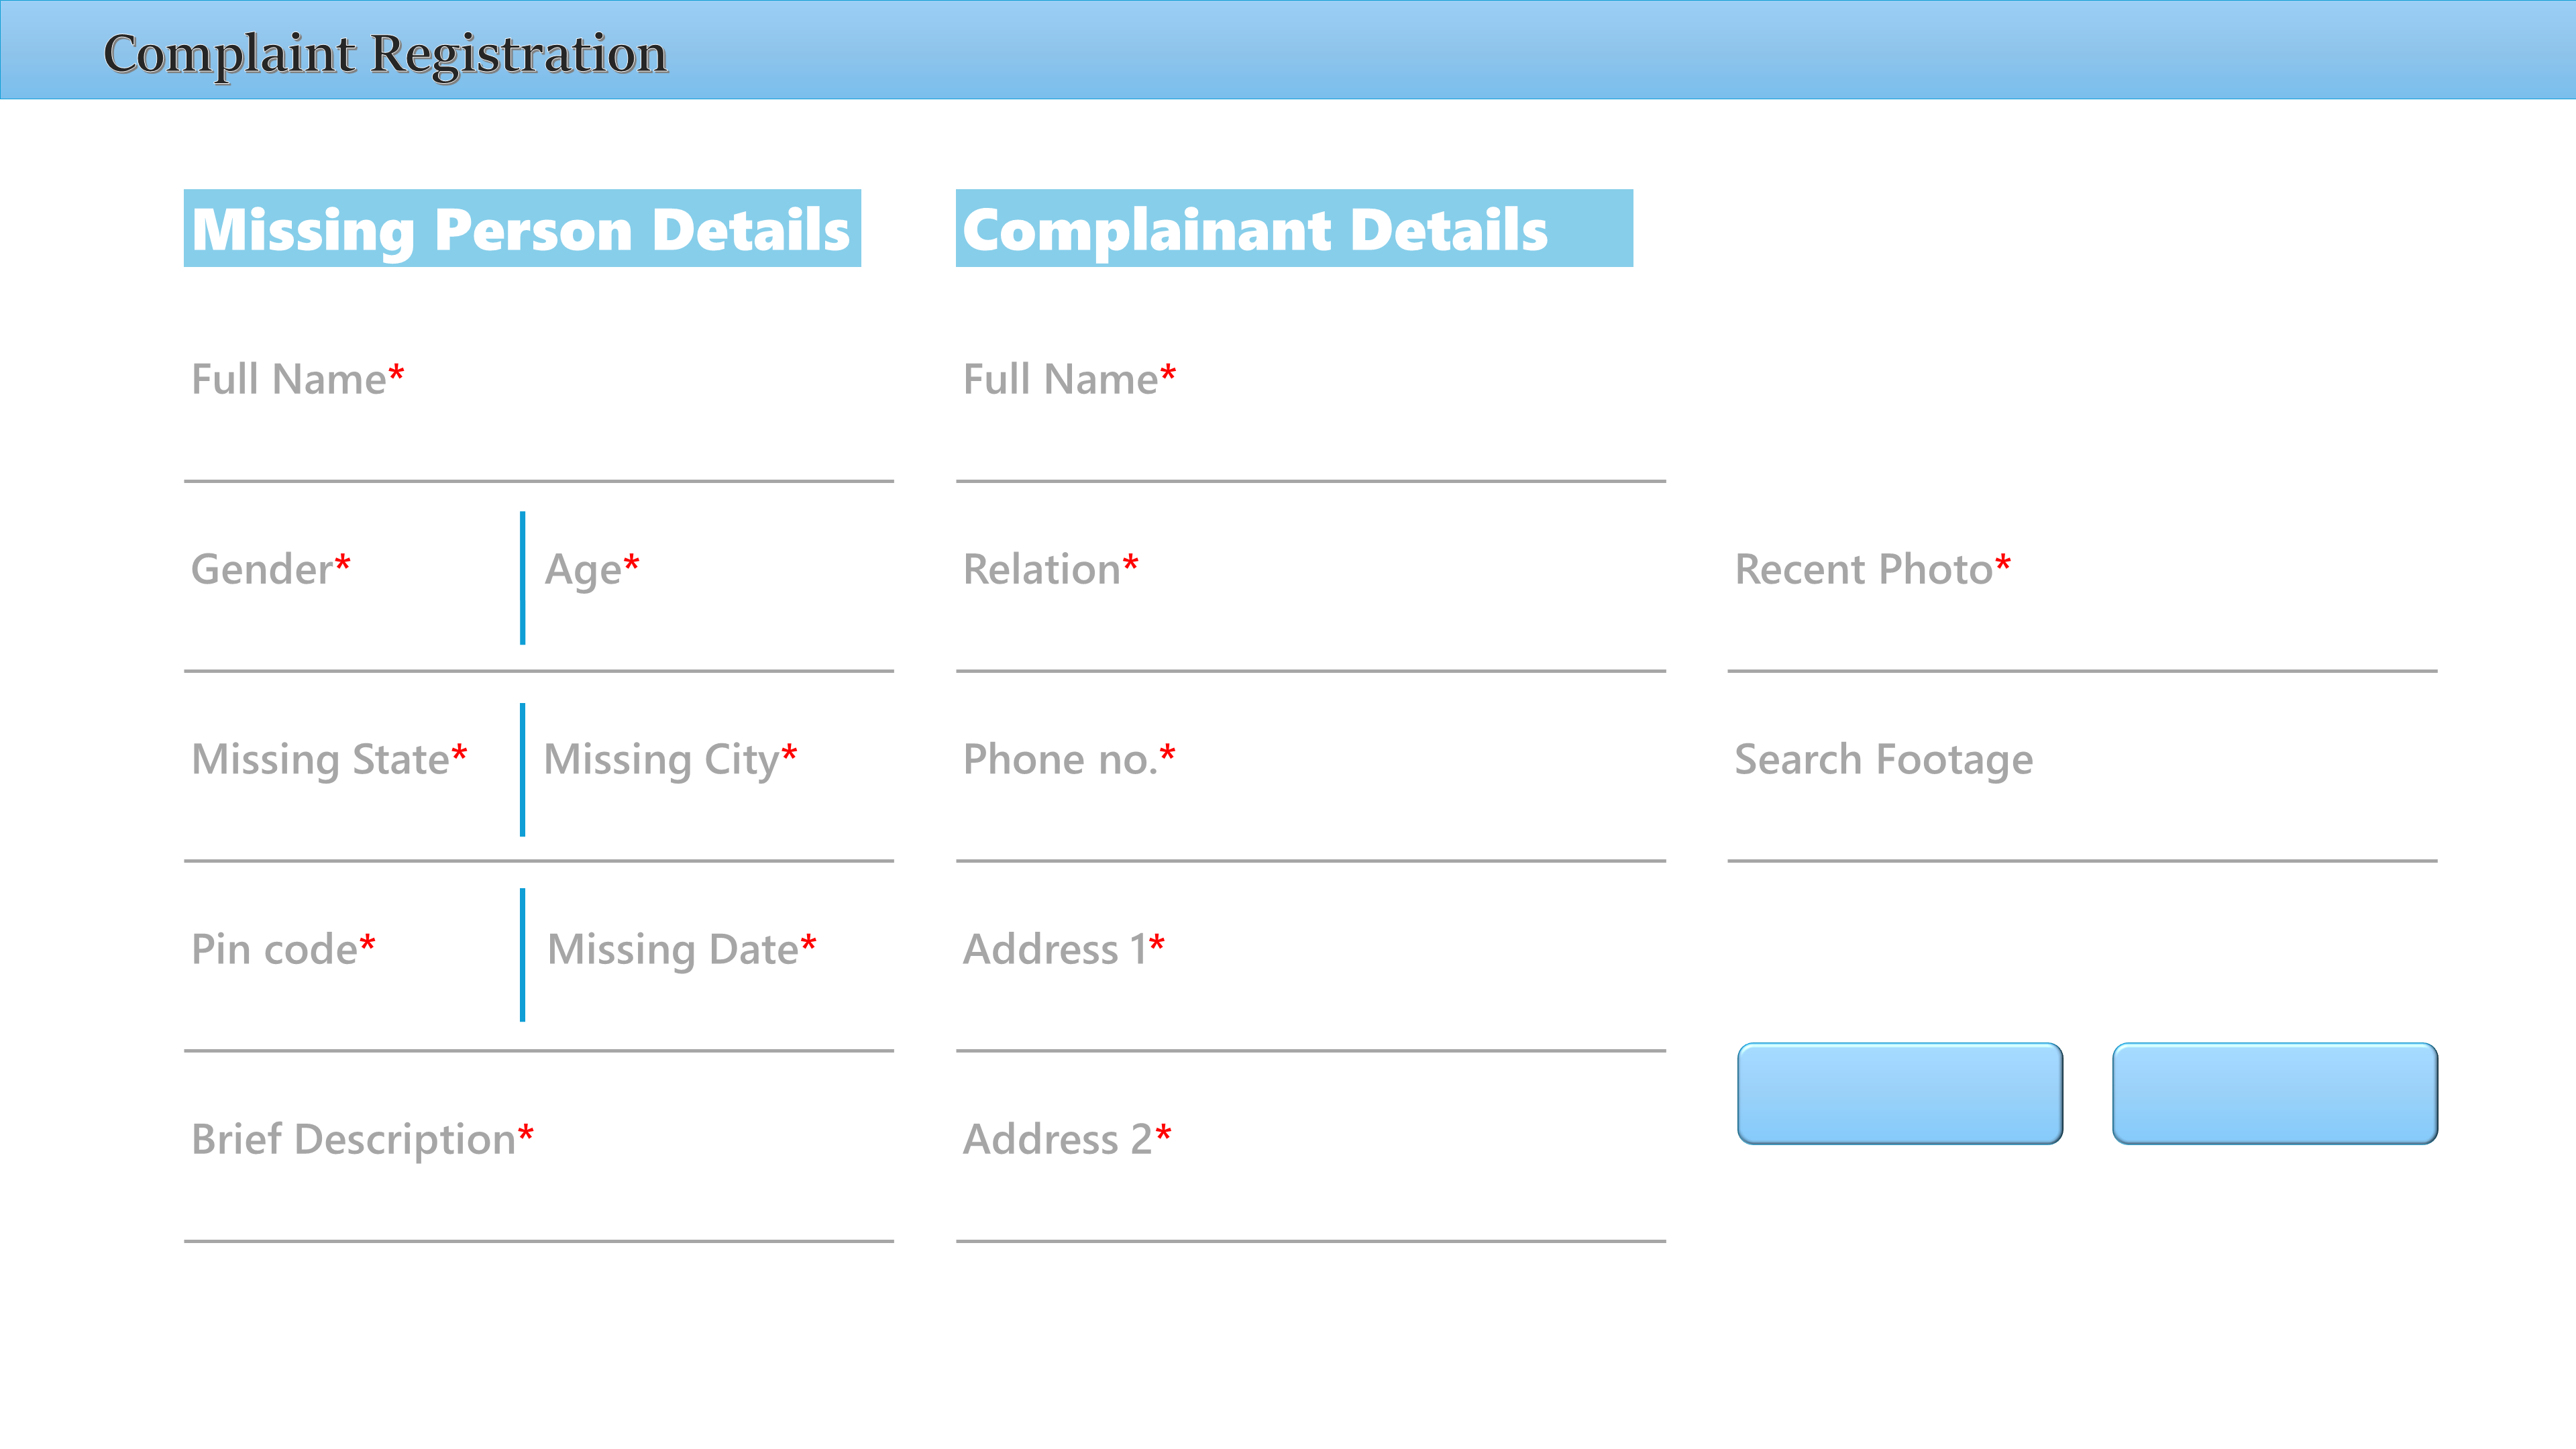 Complaint Registration
Missing Person Details
Complainant Details
Full Name*
Full Name*
Gender*
Age*
Relation*
Recent Photo*
Missing State*
Missing City*
Phone no.*
Search Footage
Pin code*
Missing Date*
Address 1*
Brief Description*
Address 2*